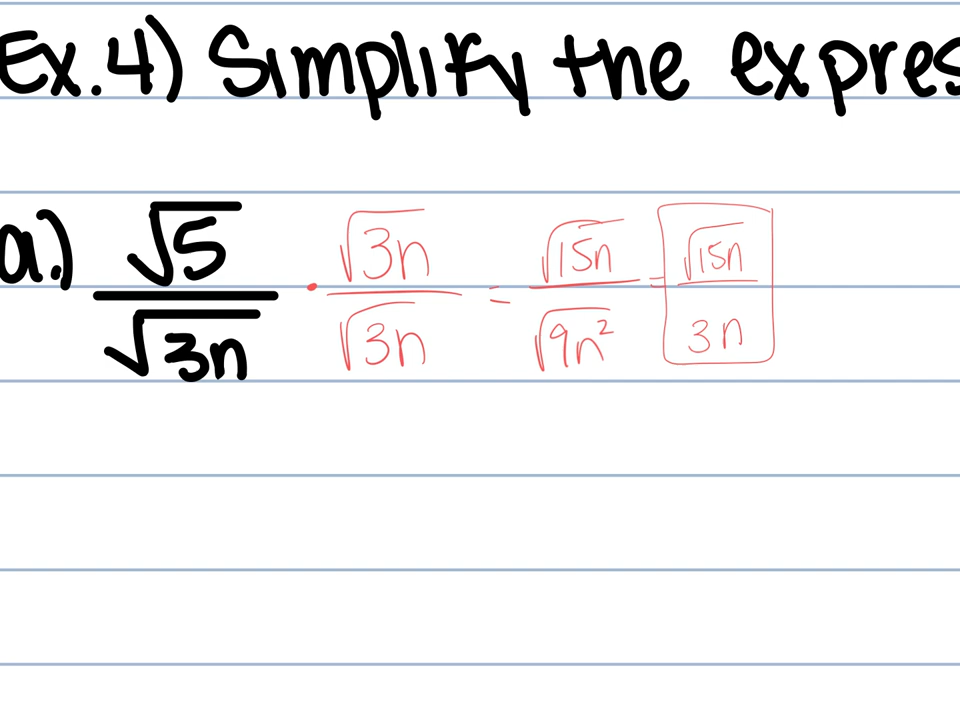 Ex.4) Simplify the expres
a.) √5/√3n · √3n/√3n = √15n/√9n² = √15n/3n